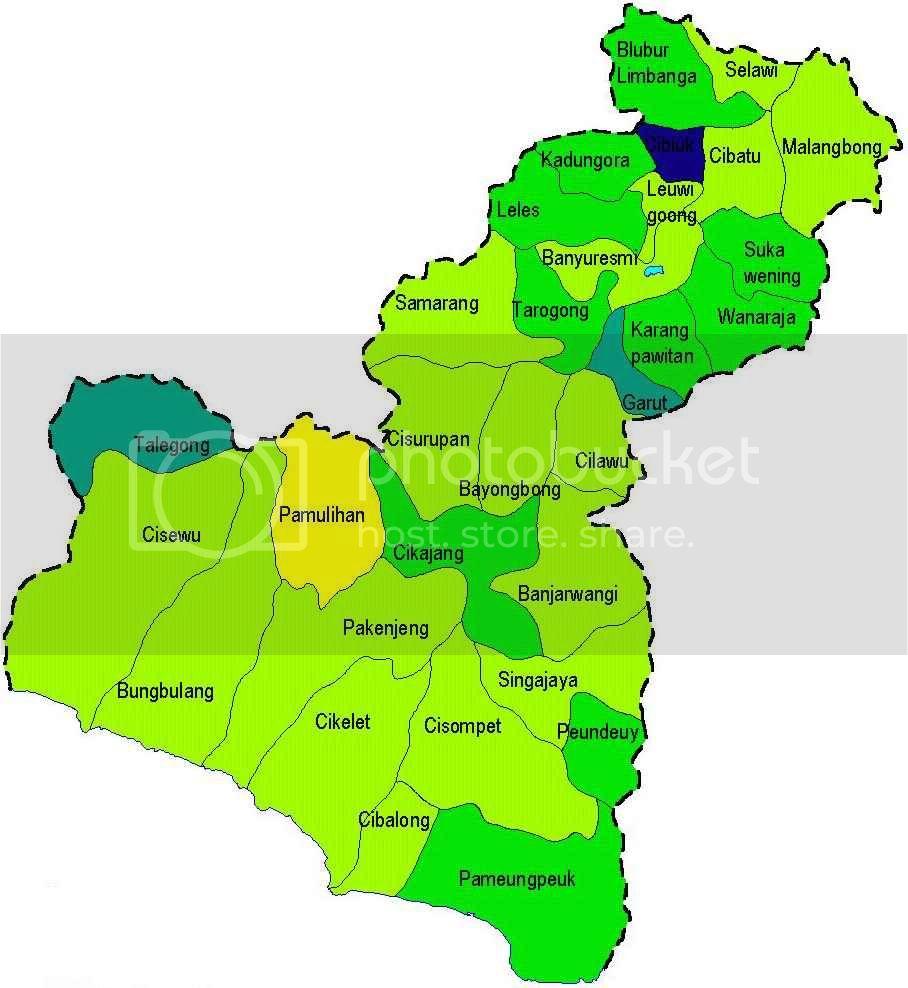 Blubur
Limbanga
Selawi
Malangbong
Cibiuk
Cibatu
Kadungora
Leuwi
goong
Leles
Suka
wening
Banyuresmi
Samarang
Tarogong
Wanaraja
Karang
pawitan
Garut
Talegong
Cisurupan
Cilawu
photobucket
Bayongbong
Pamulihan
Cisewu
host. store. share.
Cikajang
Banjarwangi
Pakenjeng
Singajaya
Bungbulang
Cikelet
Cisompet
Peundeuy
Cibalong
Pameungpeuk